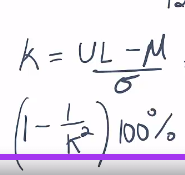 K = UL - M / σ
(1 - 1/K²) 100%